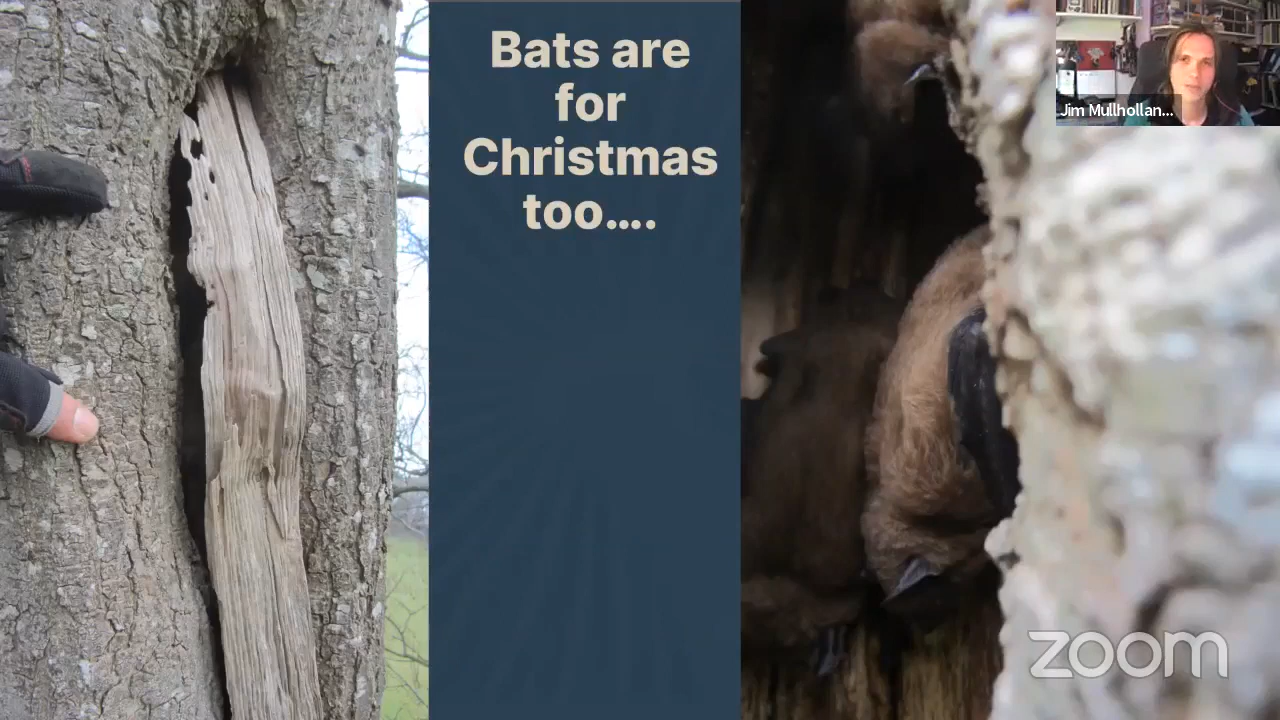 Bats are
for
Christmas
too....
Jim Mullhollan...
zoom